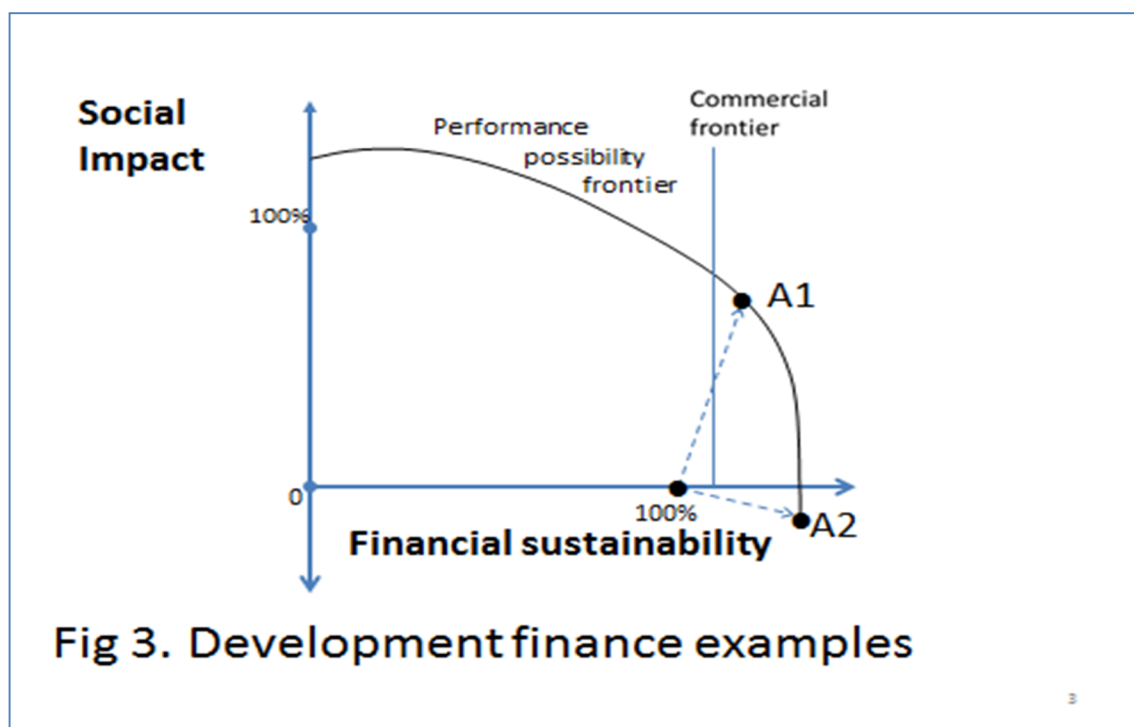 Social
Impact
Performance
possibility
frontier
Commercial
frontier
100%
A1
0
100%
A2
Financial sustainability
Fig 3. Development finance examples
3